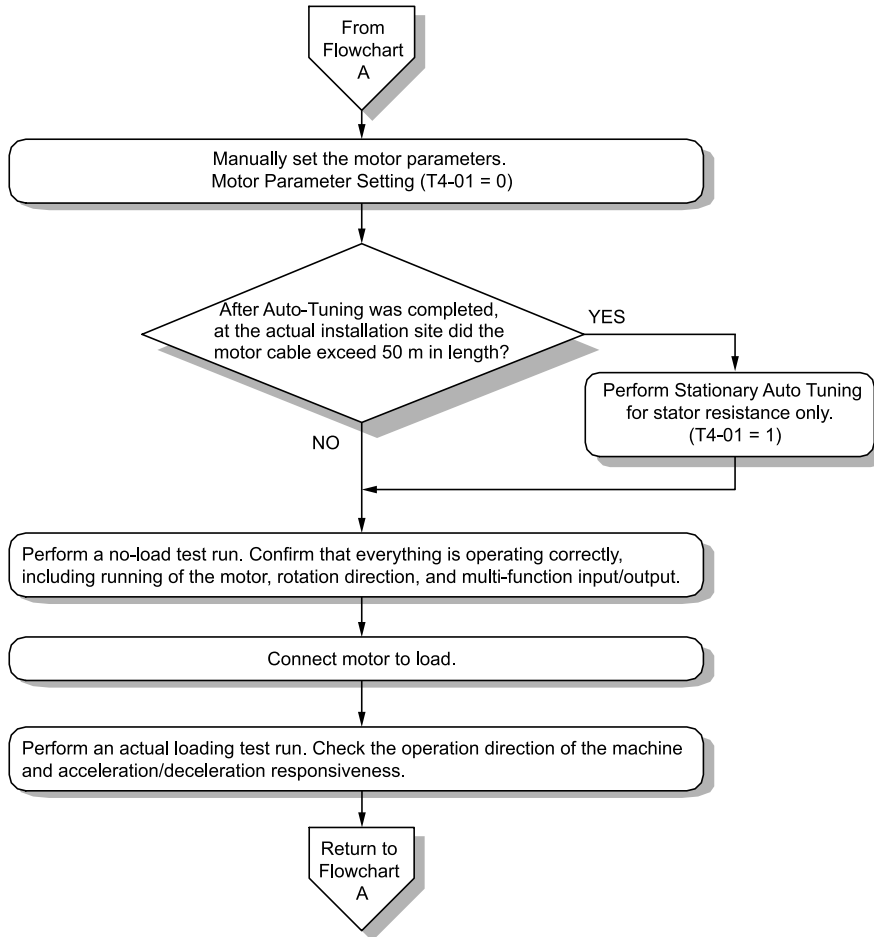 From
Flowchart
A
Manually set the motor parameters.
Motor Parameter Setting (T4-01 = 0)
After Auto-Tuning was completed,
at the actual installation site did the
motor cable exceed 50 m in length?
YES
Perform Stationary Auto Tuning
for stator resistance only.
(T4-01 = 1)
NO
Perform a no-load test run. Confirm that everything is operating correctly,
including running of the motor, rotation direction, and multi-function input/output.
Connect motor to load.
Perform an actual loading test run. Check the operation direction of the machine
and acceleration/deceleration responsiveness.
Return to
Flowchart
A